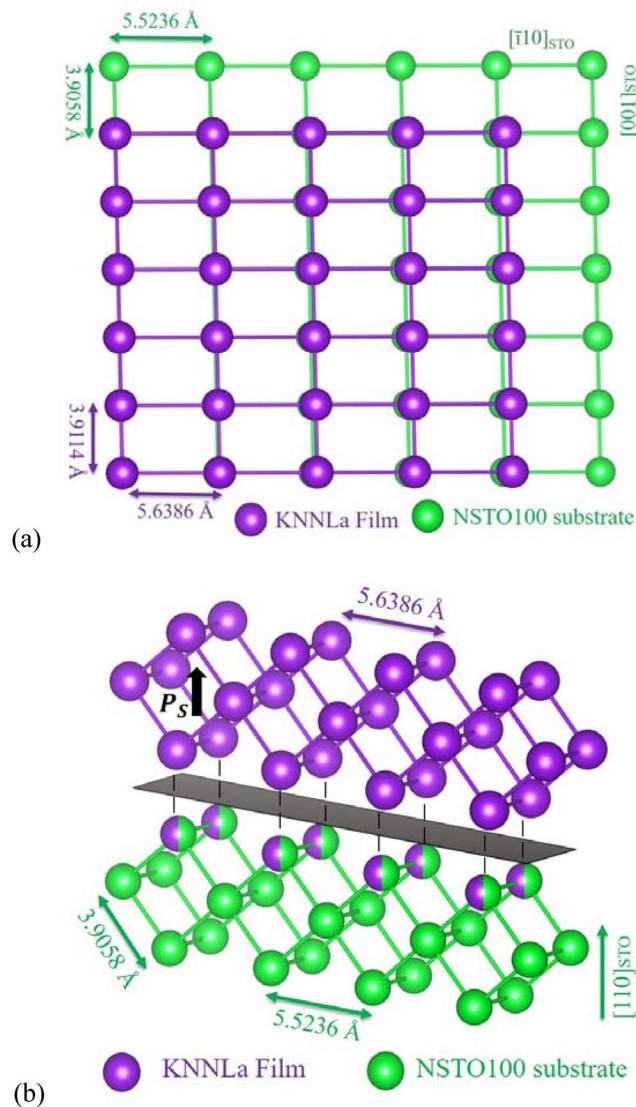 5.5236 Å
[1̄10]STO
3.9058 Å
[001]STO
3.9114 Å
5.6386 Å
KNNLa Film
NSTO100 substrate
(a)
5.6386 Å
PS
3.9058 Å
5.5236 Å
[110]STO
KNNLa Film
NSTO100 substrate
(b)